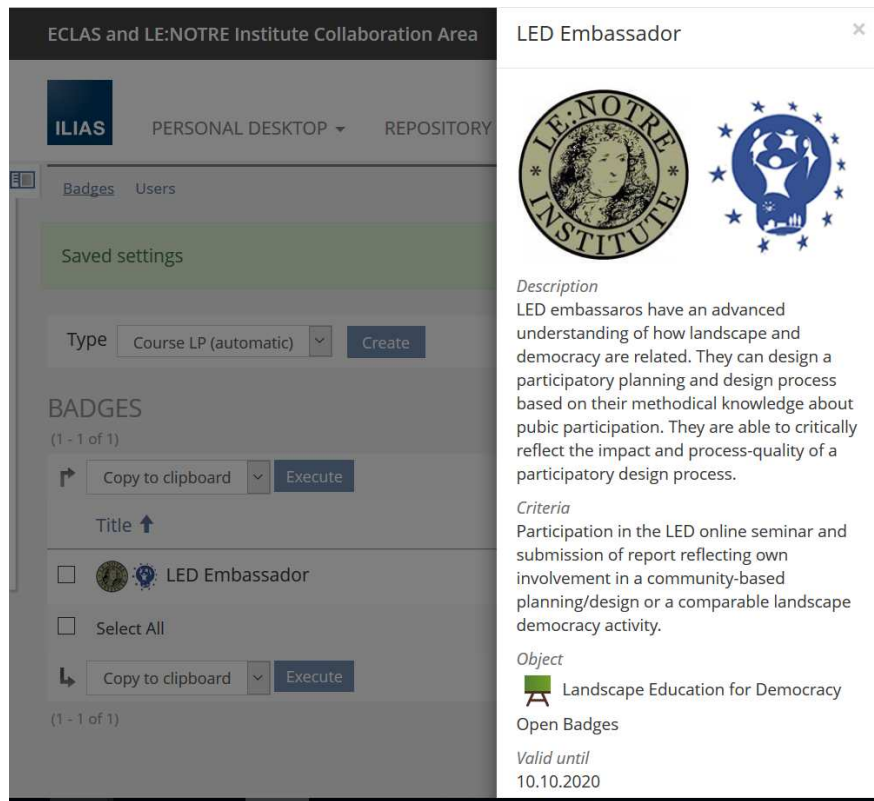 ECLAS and LE:NOTRE Institute Collaboration Area
ILIAS
PERSONAL DESKTOP
REPOSITORY
Badges Users
Saved settings
Type Course LP (automatic) Create
BADGES
(1 - 1 of 1)
Copy to clipboard Execute
Title
LED Embassador
Select All
Copy to clipboard Execute
(1 - 1 of 1)
LED Embassador
×
LE:NOTRE
INSTITUTE
Description
LED embassaros have an advanced
understanding of how landscape and
democracy are related. They can design a
participatory planning and design process
based on their methodical knowledge about
pubic participation. They are able to critically
reflect the impact and process-quality of a
participatory design process.
Criteria
Participation in the LED online seminar and
submission of report reflecting own
involvement in a community-based
planning/design or a comparable landscape
democracy activity.
Object
Landscape Education for Democracy
Open Badges
Valid until
10.10.2020